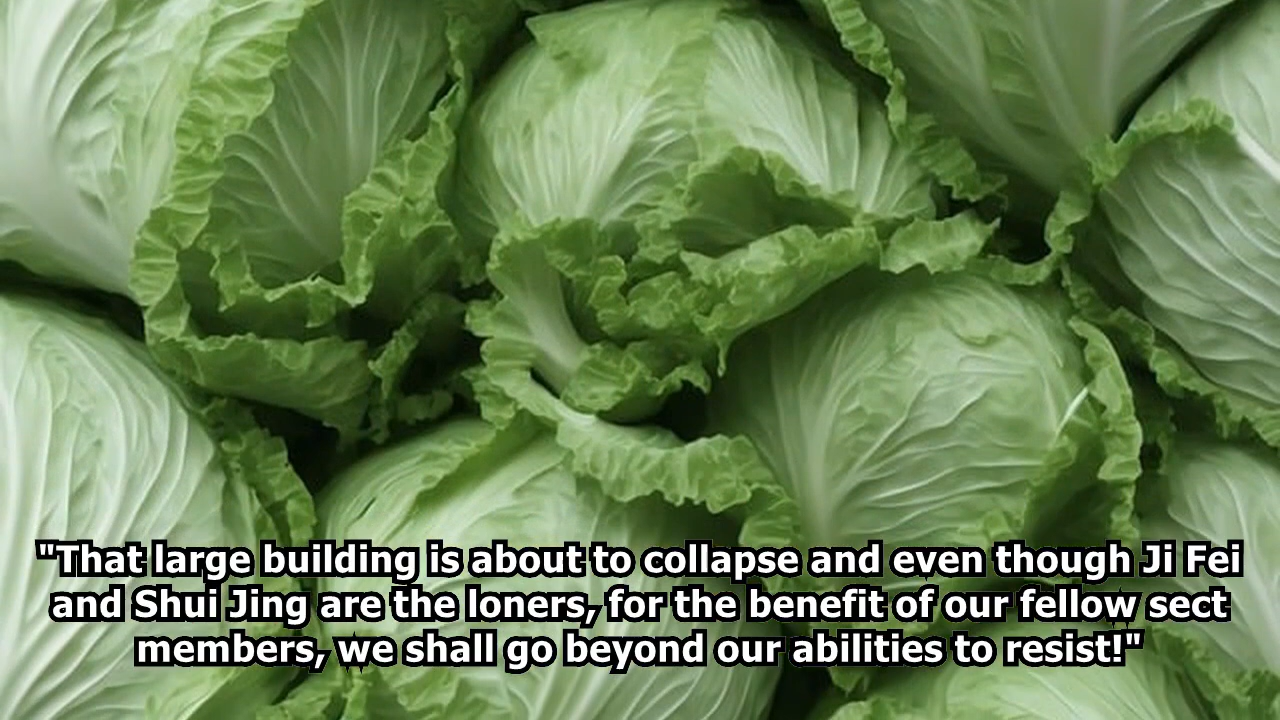 "That large building is about to collapse and even though Ji Fei
and Shui Jing are the loners, for the benefit of our fellow sect
members, we shall go beyond our abilities to resist!"